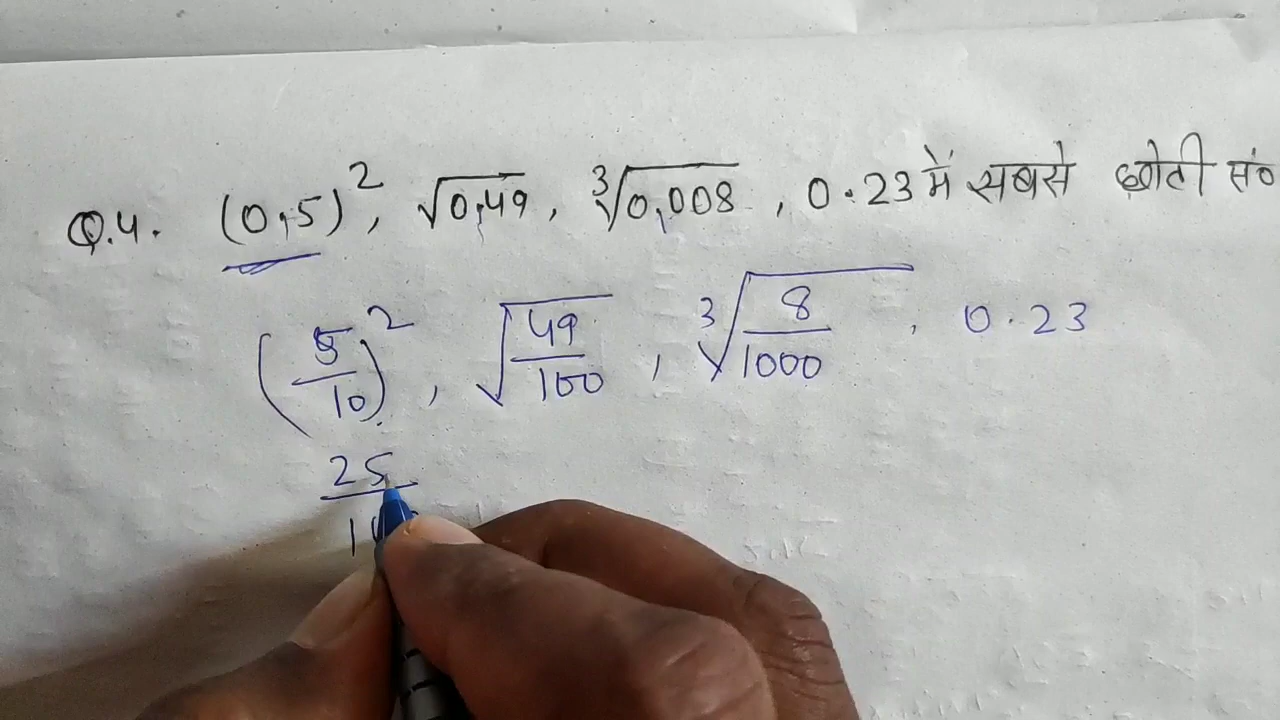 Q.4. (0.5)², √0.49, ∛0.008, 0.23 में सबसे छोटी सं०
(5/10)², √49/100, ∛8/1000, 0.23
25